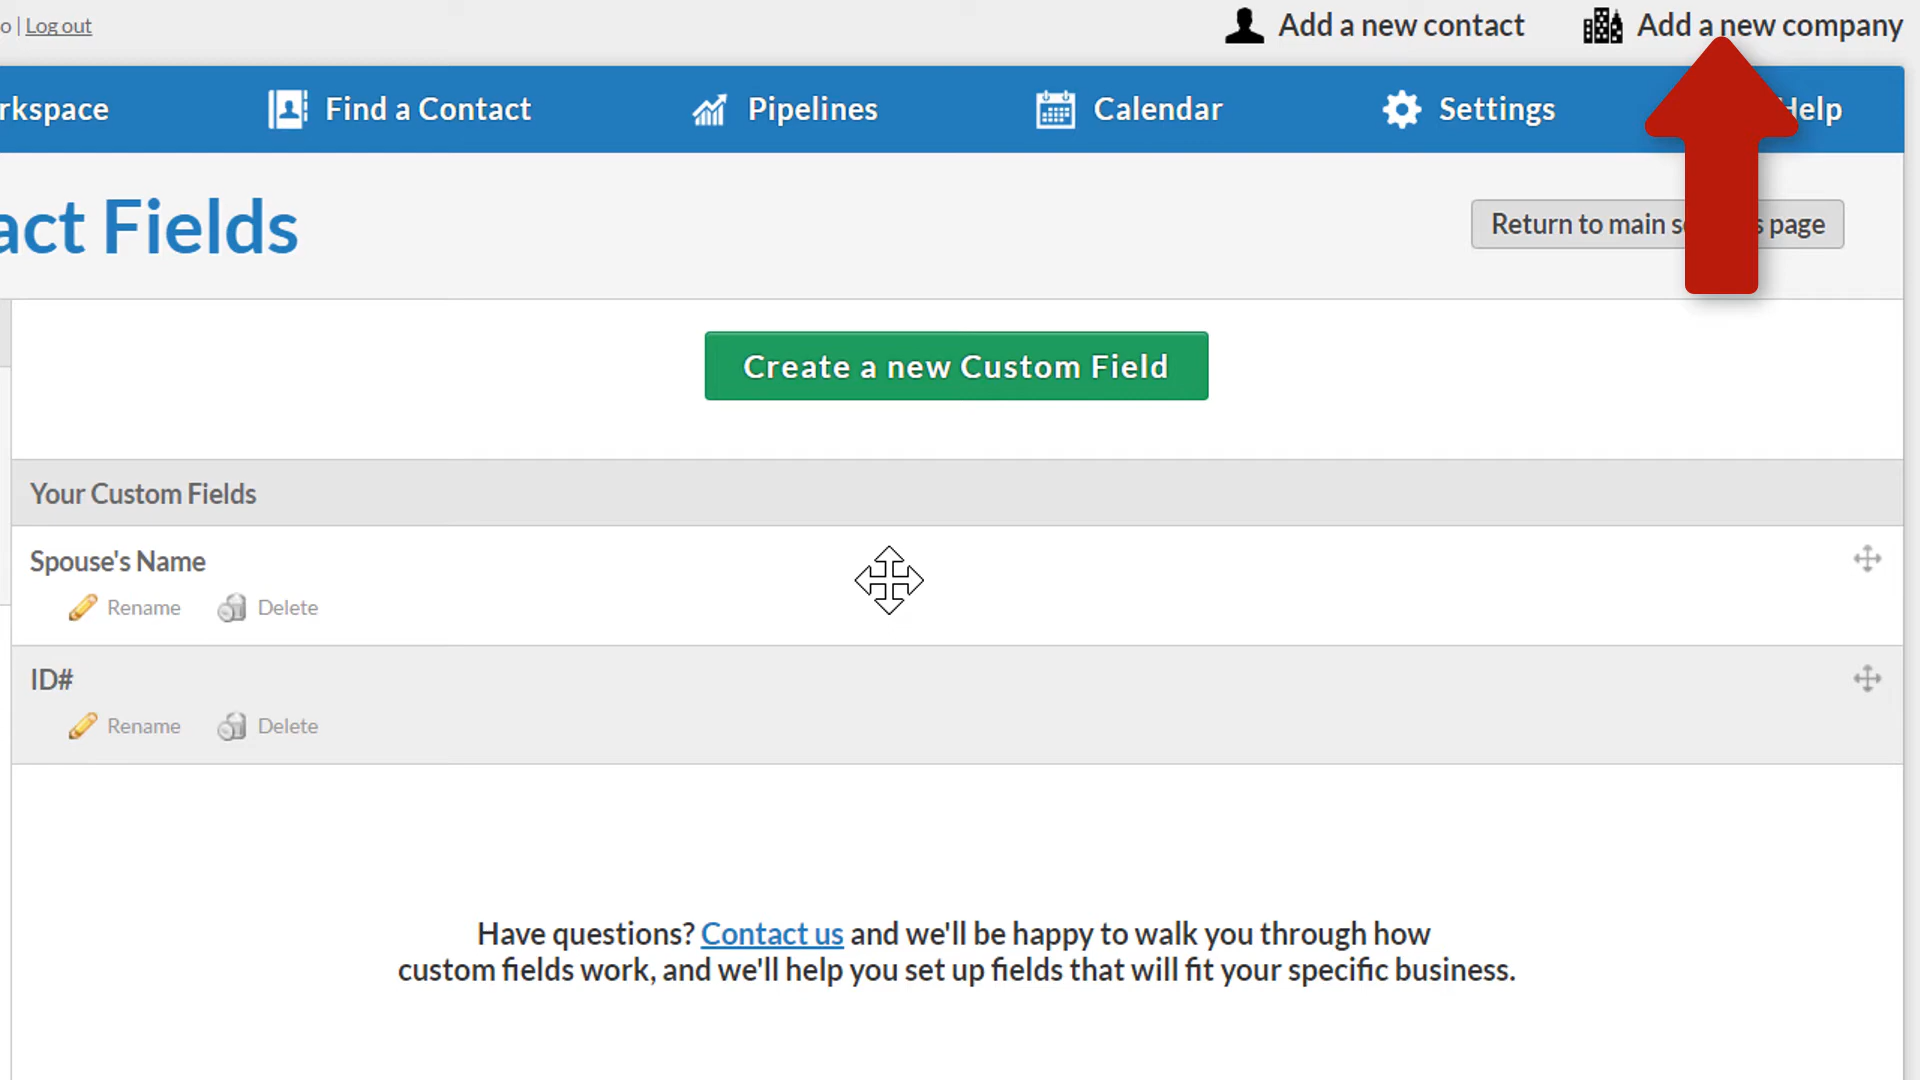 o | Log out
Add a new contact
Add a new company
rkspace
Find a Contact
Pipelines
Calendar
Settings
Help
act Fields
Return to main s s page
Create a new Custom Field
Your Custom Fields
Spouse's Name
Rename
Delete
ID#
Rename
Delete
Have questions? Contact us and we'll be happy to walk you through how
custom fields work, and we'll help you set up fields that will fit your specific business.